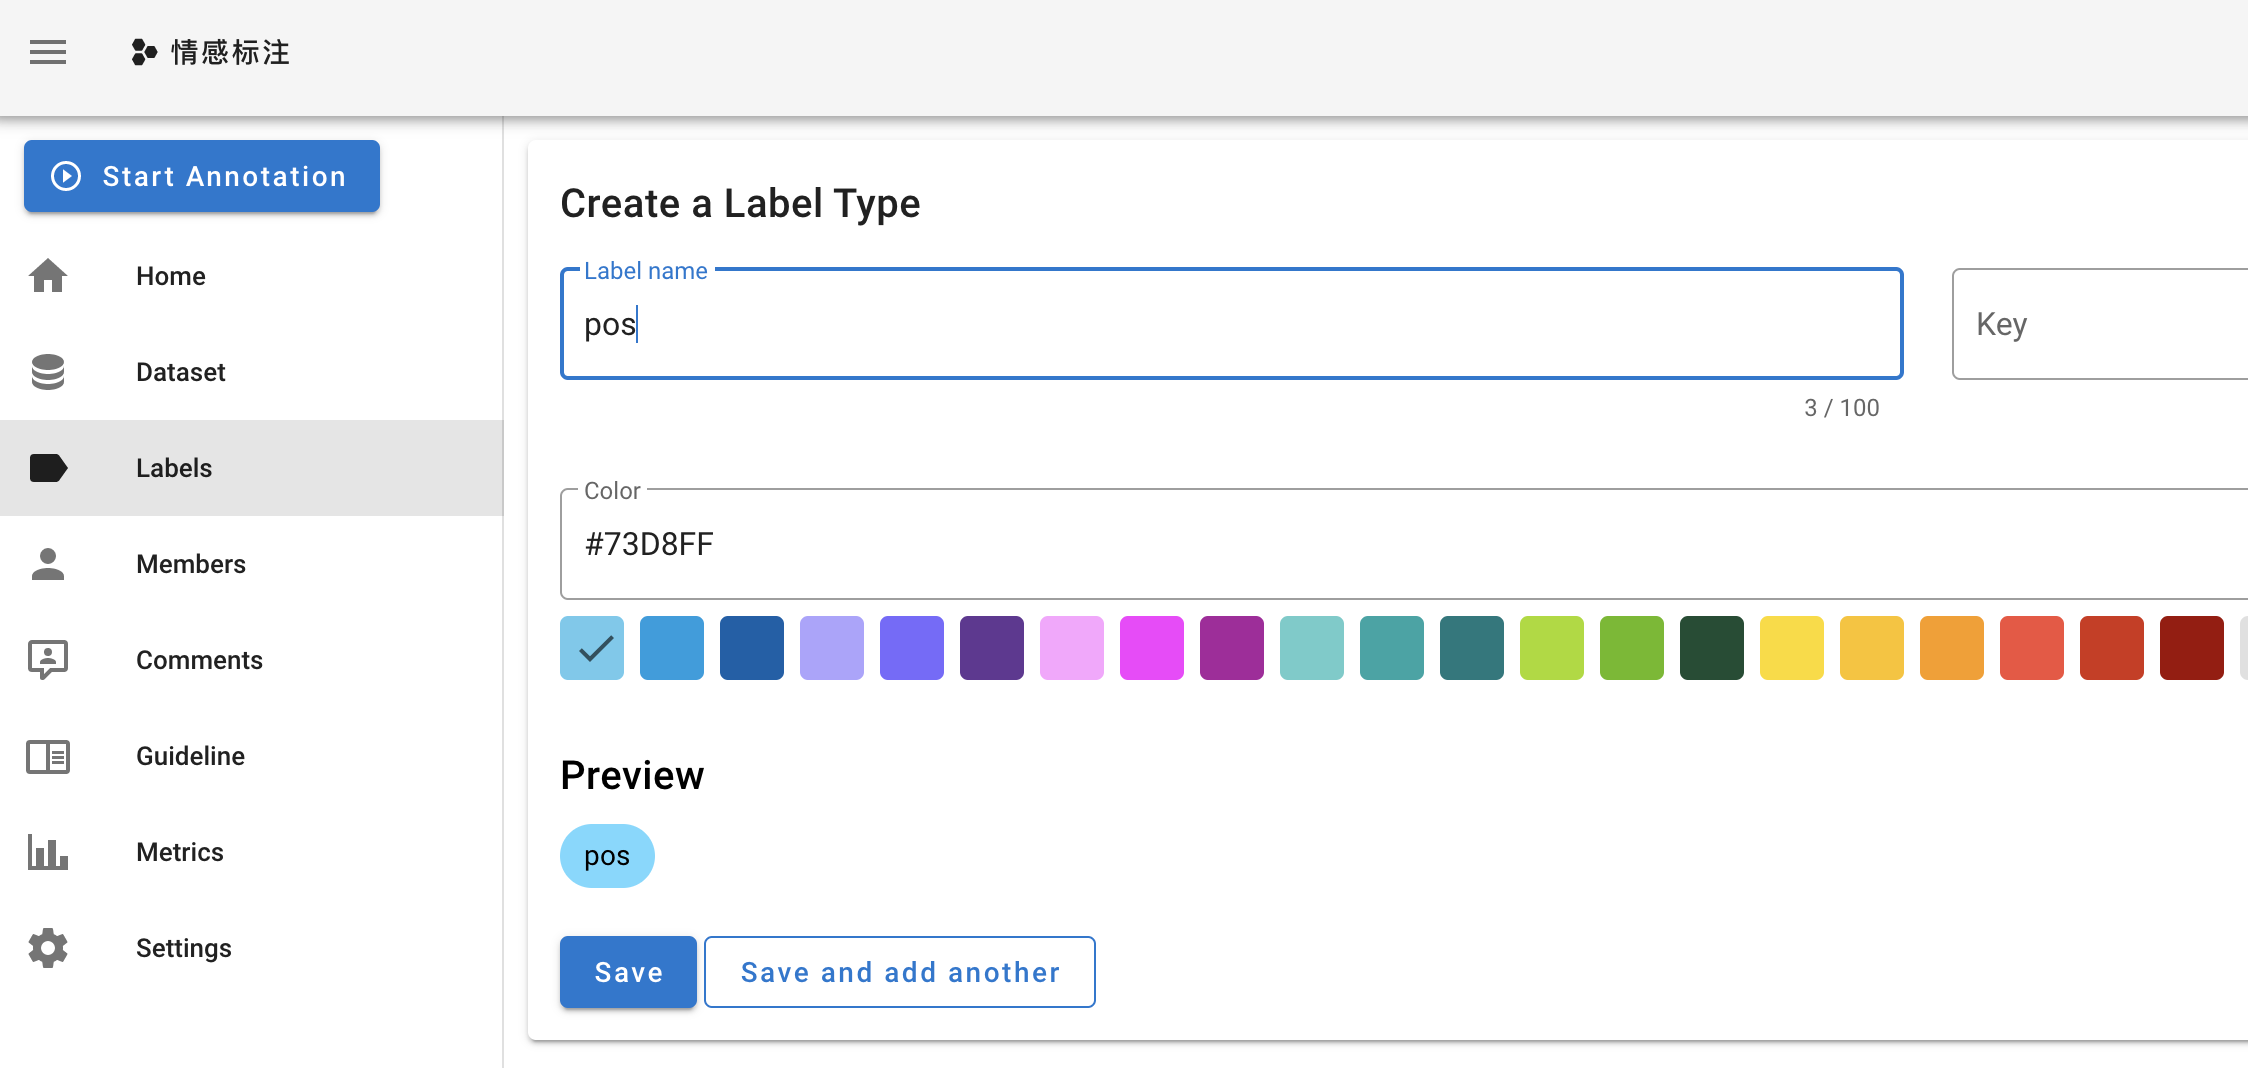 情感标注
Start Annotation
Home
Dataset
Labels
Members
Comments
Guideline
Metrics
Settings
Create a Label Type
Label name
pos
Key
3 / 100
Color
#73D8FF
Preview
pos
Save
Save and add another